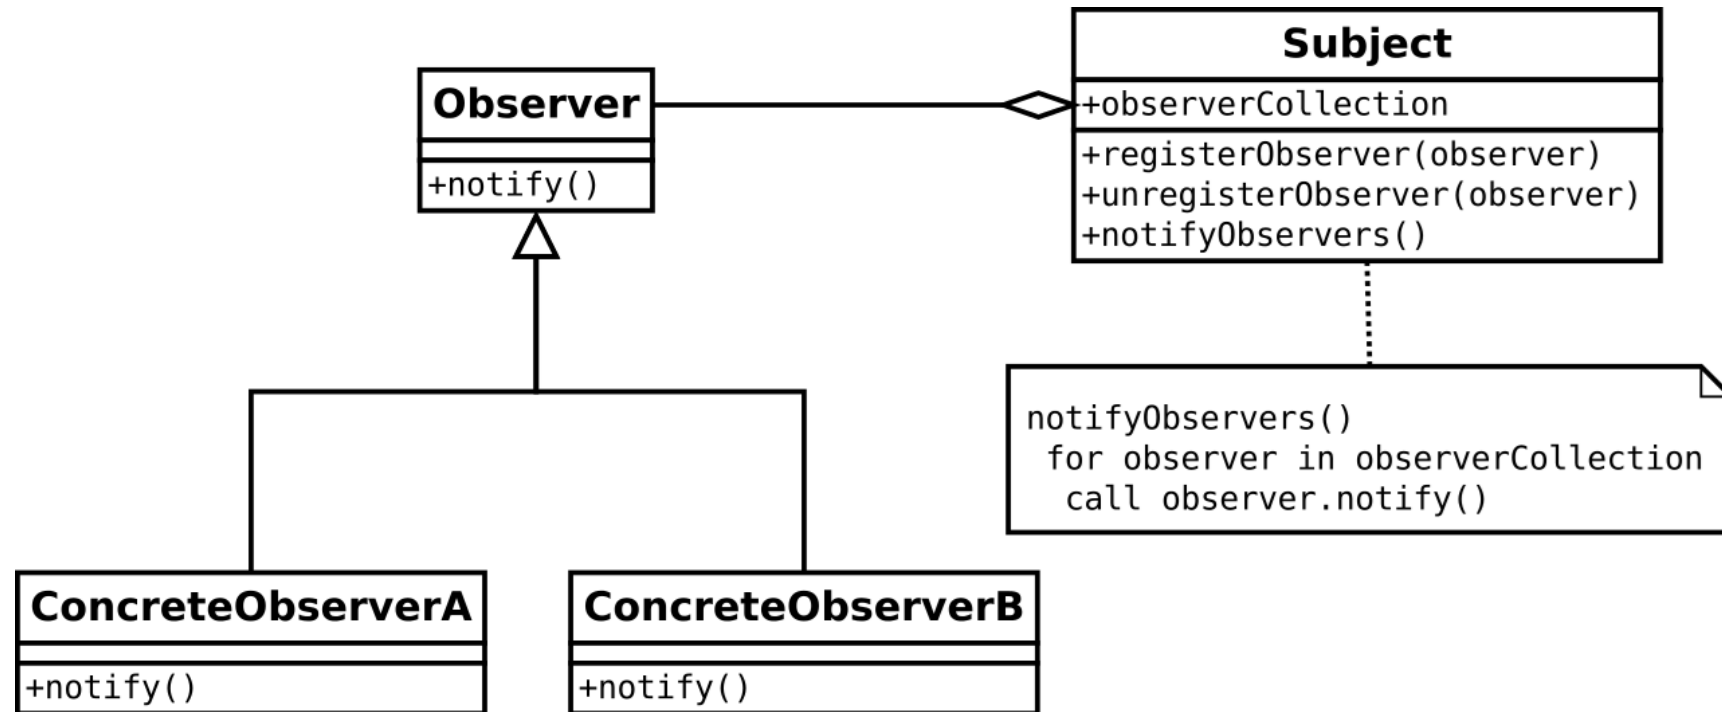 Subject
+observerCollection
+registerObserver(observer)
+unregisterObserver(observer)
+notifyObservers()
Observer
+notify()
notifyObservers()
for observer in observerCollection
call observer.notify()
ConcreteObserverA
+notify()
ConcreteObserverB
+notify()